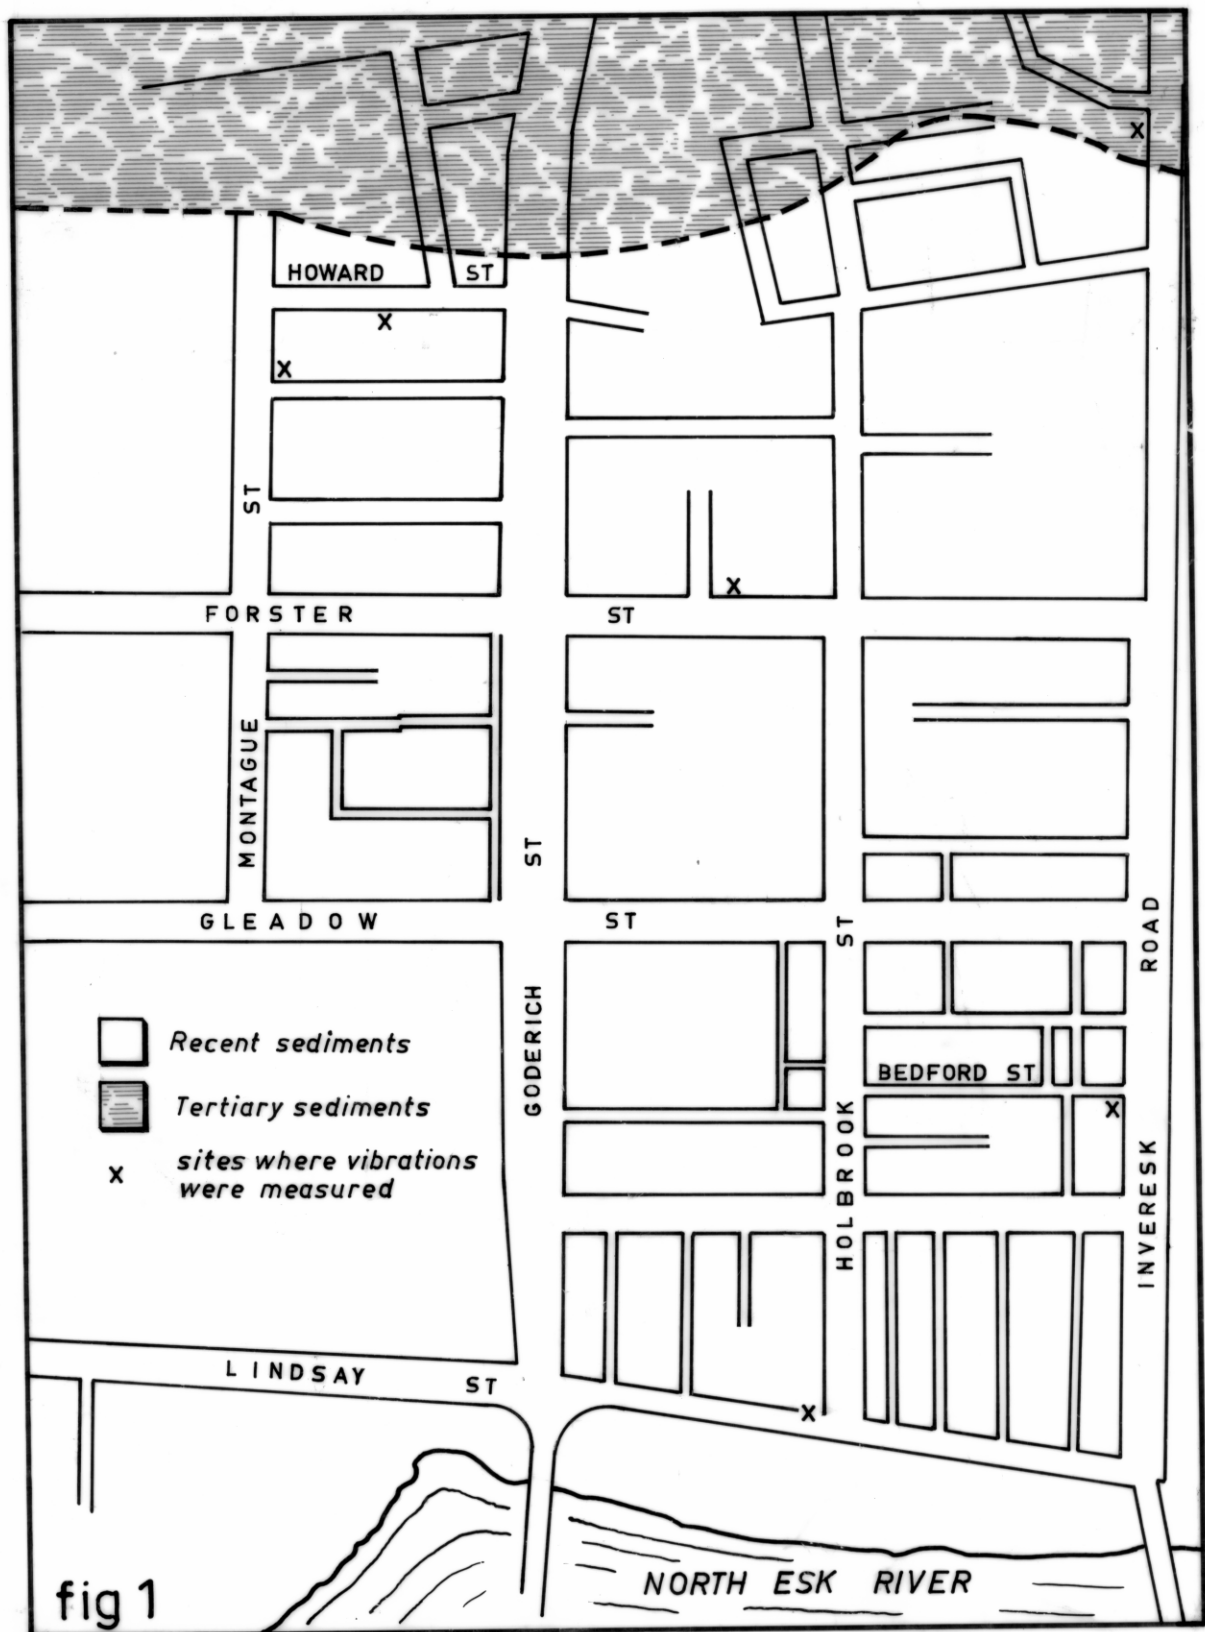 HOWARD ST
ST
FORSTER ST
MONTAGUE
ST
GLEADOW ST
ST
ROAD
GODERICH
Recent sediments
Tertiary sediments
x sites where vibrations
were measured
BEDFORD ST
HOLBROOK
INVERESK
LINDSAY ST
NORTH ESK RIVER
fig 1
x
x
x
x
x
x